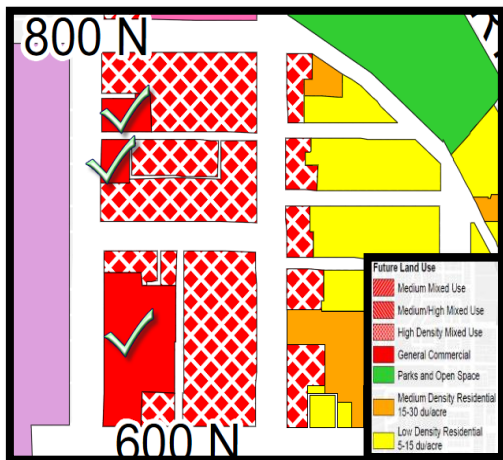 800 N
600 N
Future Land Use
Medium Mixed Use
Medium/High Mixed Use
High Density Mixed Use
General Commercial
Parks and Open Space
Medium Density Residential
15-30 du/acre
Low Density Residential
5-15 du/acre